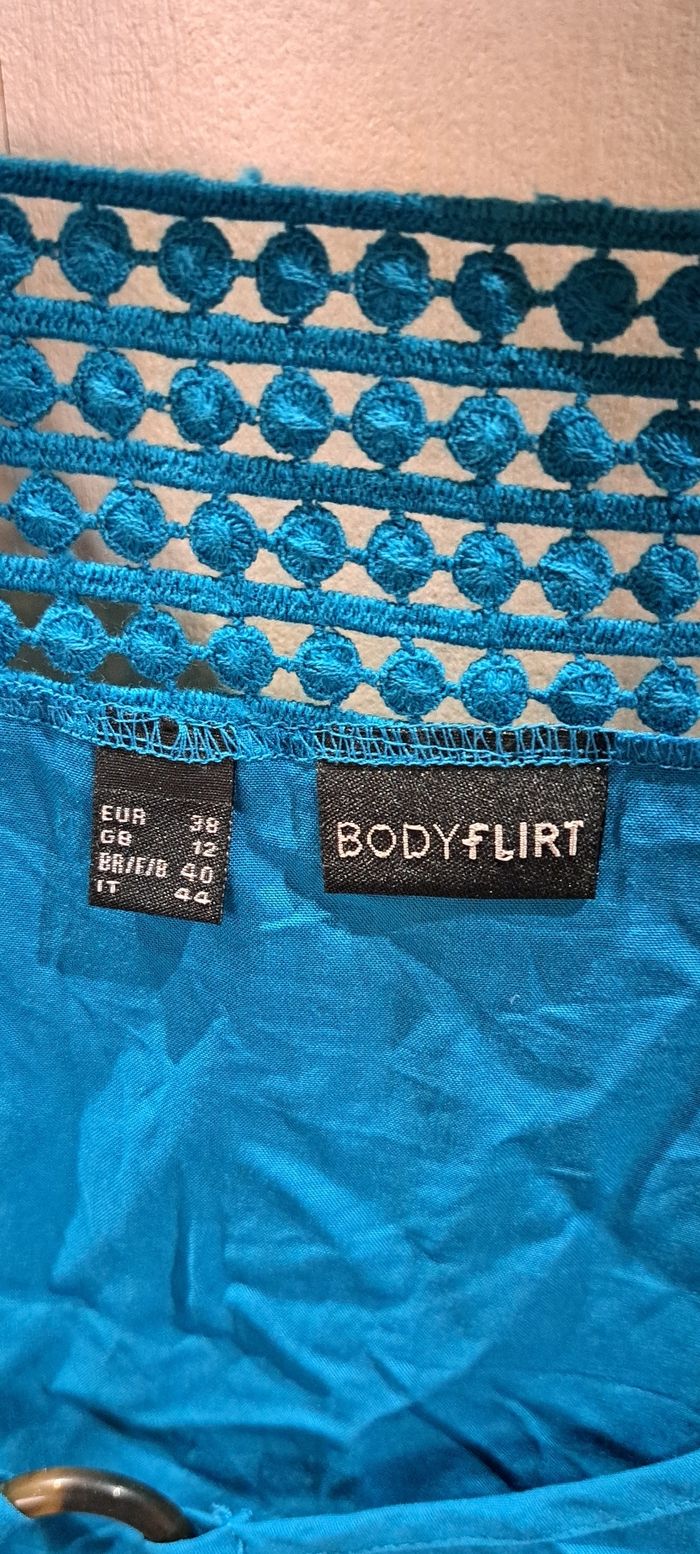 EUR 38
GB 12
BR/F/B 40
IT 44
BODYFLIRT